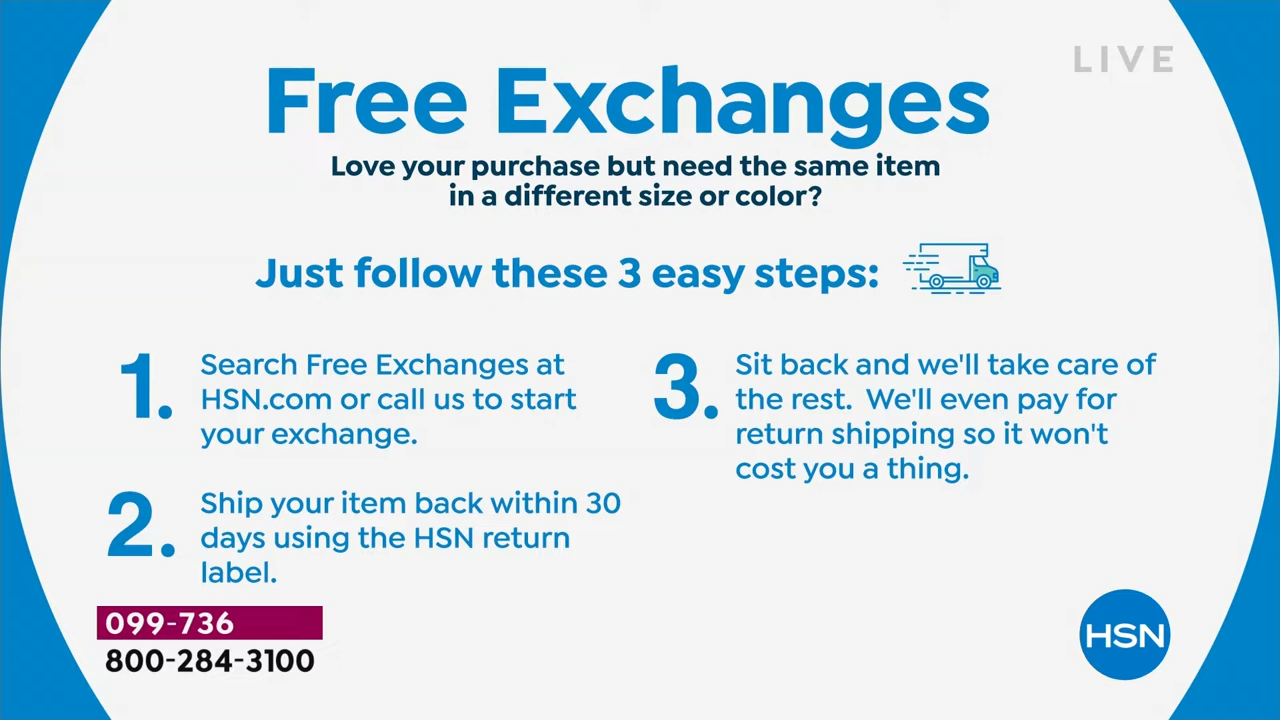 LIVE
Free Exchanges
Love your purchase but need the same item
in a different size or color?
Just follow these 3 easy steps:
1. Search Free Exchanges at
HSN.com or call us to start
your exchange.
2. Ship your item back within 30
days using the HSN return
label.
3. Sit back and we'll take care of
the rest.  We'll even pay for
return shipping so it won't
cost you a thing.
099-736
800-284-3100
HSN